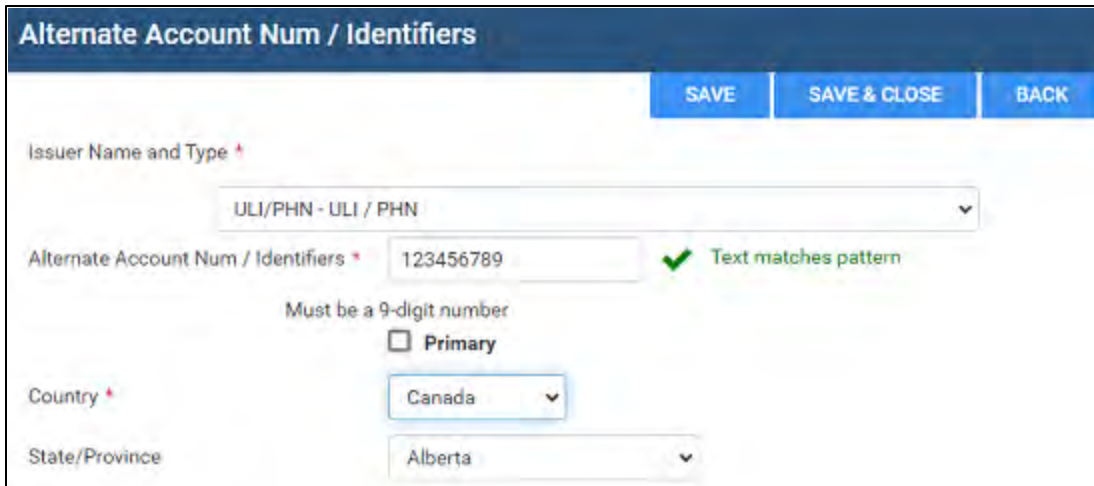 Alternate Account Num / Identifiers
SAVE SAVE & CLOSE BACK
Issuer Name and Type *
ULI/PHN - ULI / PHN
Alternate Account Num / Identifiers * 123456789 Text matches pattern
Must be a 9-digit number
Primary
Country * Canada
State/Province Alberta